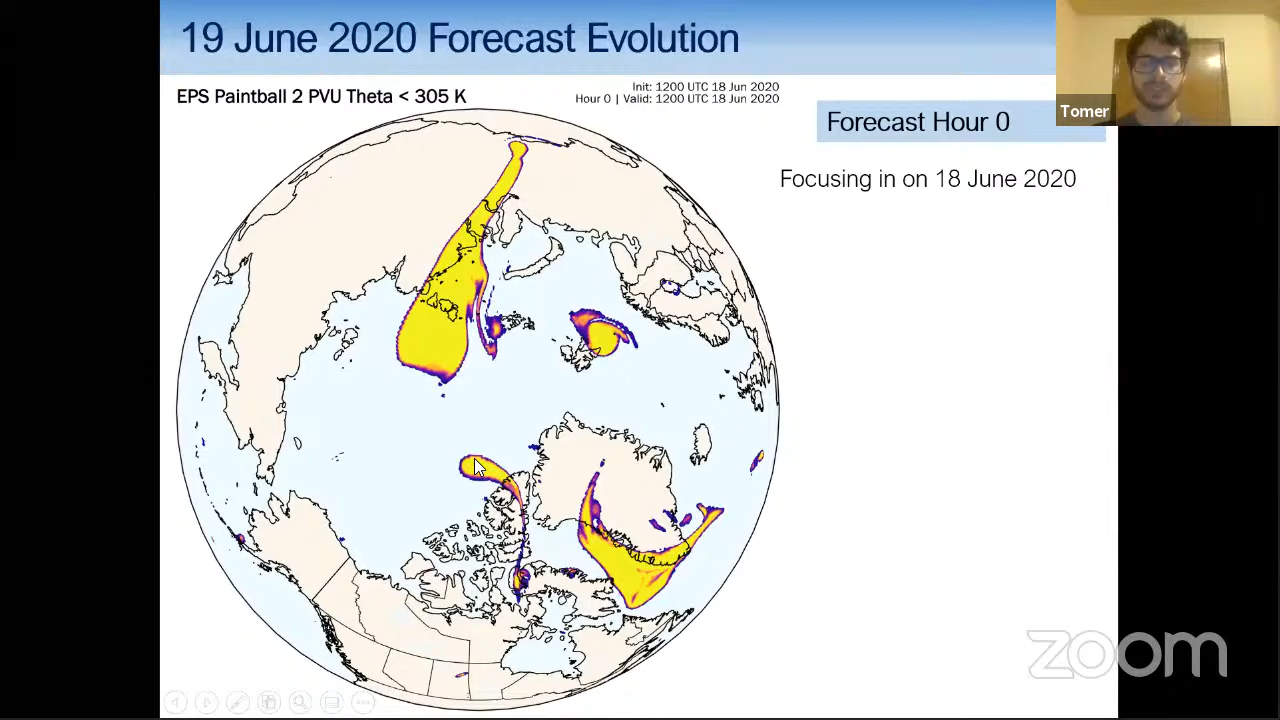 19 June 2020 Forecast Evolution
EPS Paintball 2 PVU Theta < 305 K
Init: 1200 UTC 18 Jun 2020
Hour 0 | Valid: 1200 UTC 18 Jun 2020
Tomer
Forecast Hour 0
Focusing in on 18 June 2020
zoom